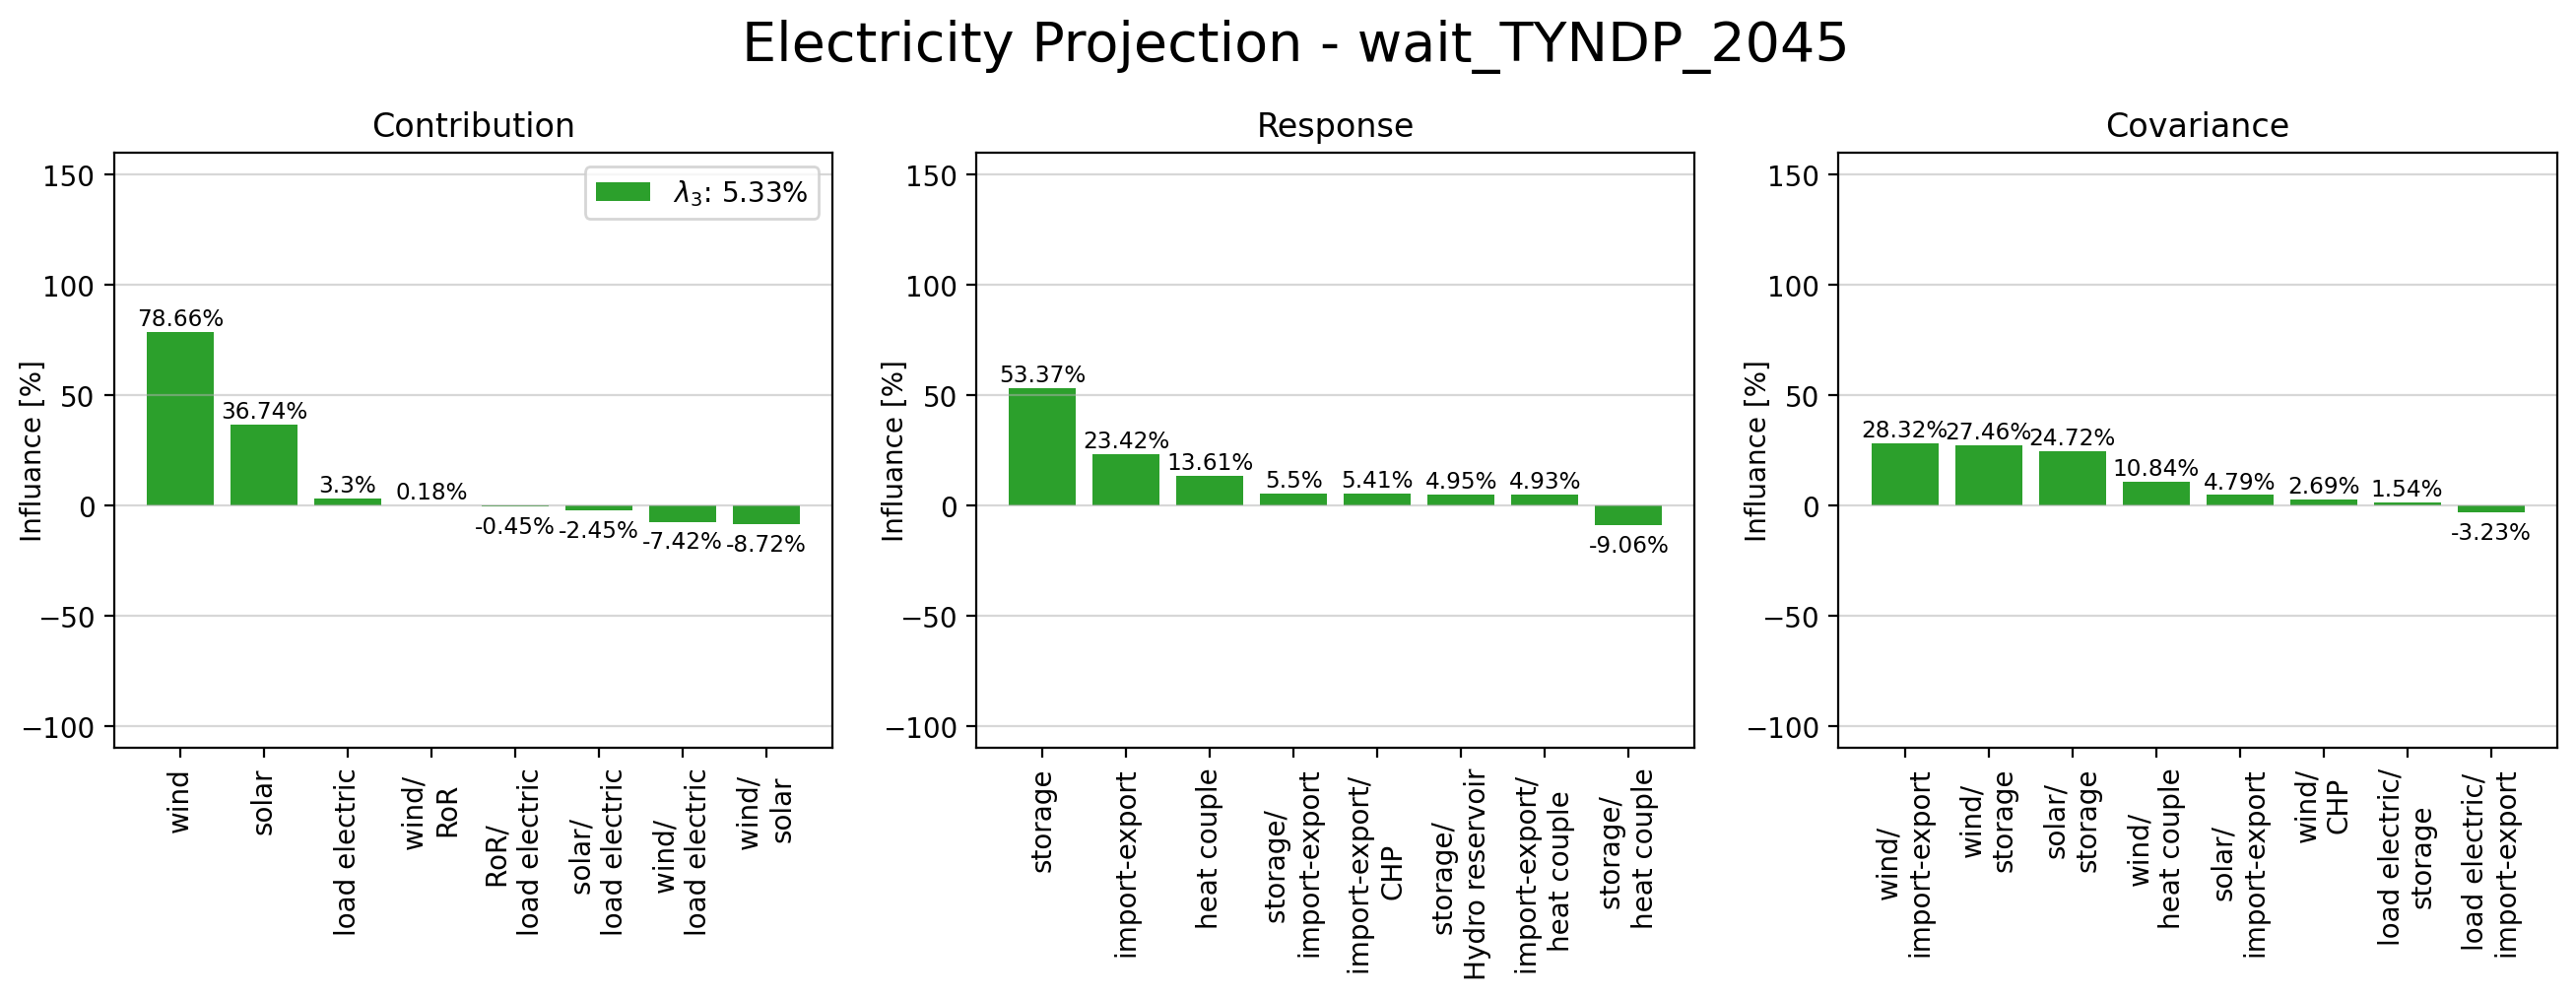 Electricity Projection - wait_TYNDP_2045
Contribution
Influance [%]
150
100
50
0
−50
−100
λ3: 5.33%
78.66%
36.74%
3.3%
0.18%
-0.45%
-2.45%
-7.42%
-8.72%
wind
solar
load electric
wind/
RoR
RoR/
load electric
solar/
load electric
wind/
load electric
wind/
solar
Response
Influance [%]
150
100
50
0
−50
−100
53.37%
23.42%
13.61%
5.5%
5.41%
4.95%
4.93%
-9.06%
storage
import-export
heat couple
storage/
import-export
import-export/
CHP
storage/
Hydro reservoir
import-export/
heat couple
storage/
heat couple
Covariance
Influance [%]
150
100
50
0
−50
−100
28.32%
27.46%
24.72%
10.84%
4.79%
2.69%
1.54%
-3.23%
wind/
import-export
wind/
storage
solar/
storage
wind/
heat couple
solar/
import-export
wind/
CHP
load electric/
storage
load electric/
import-export